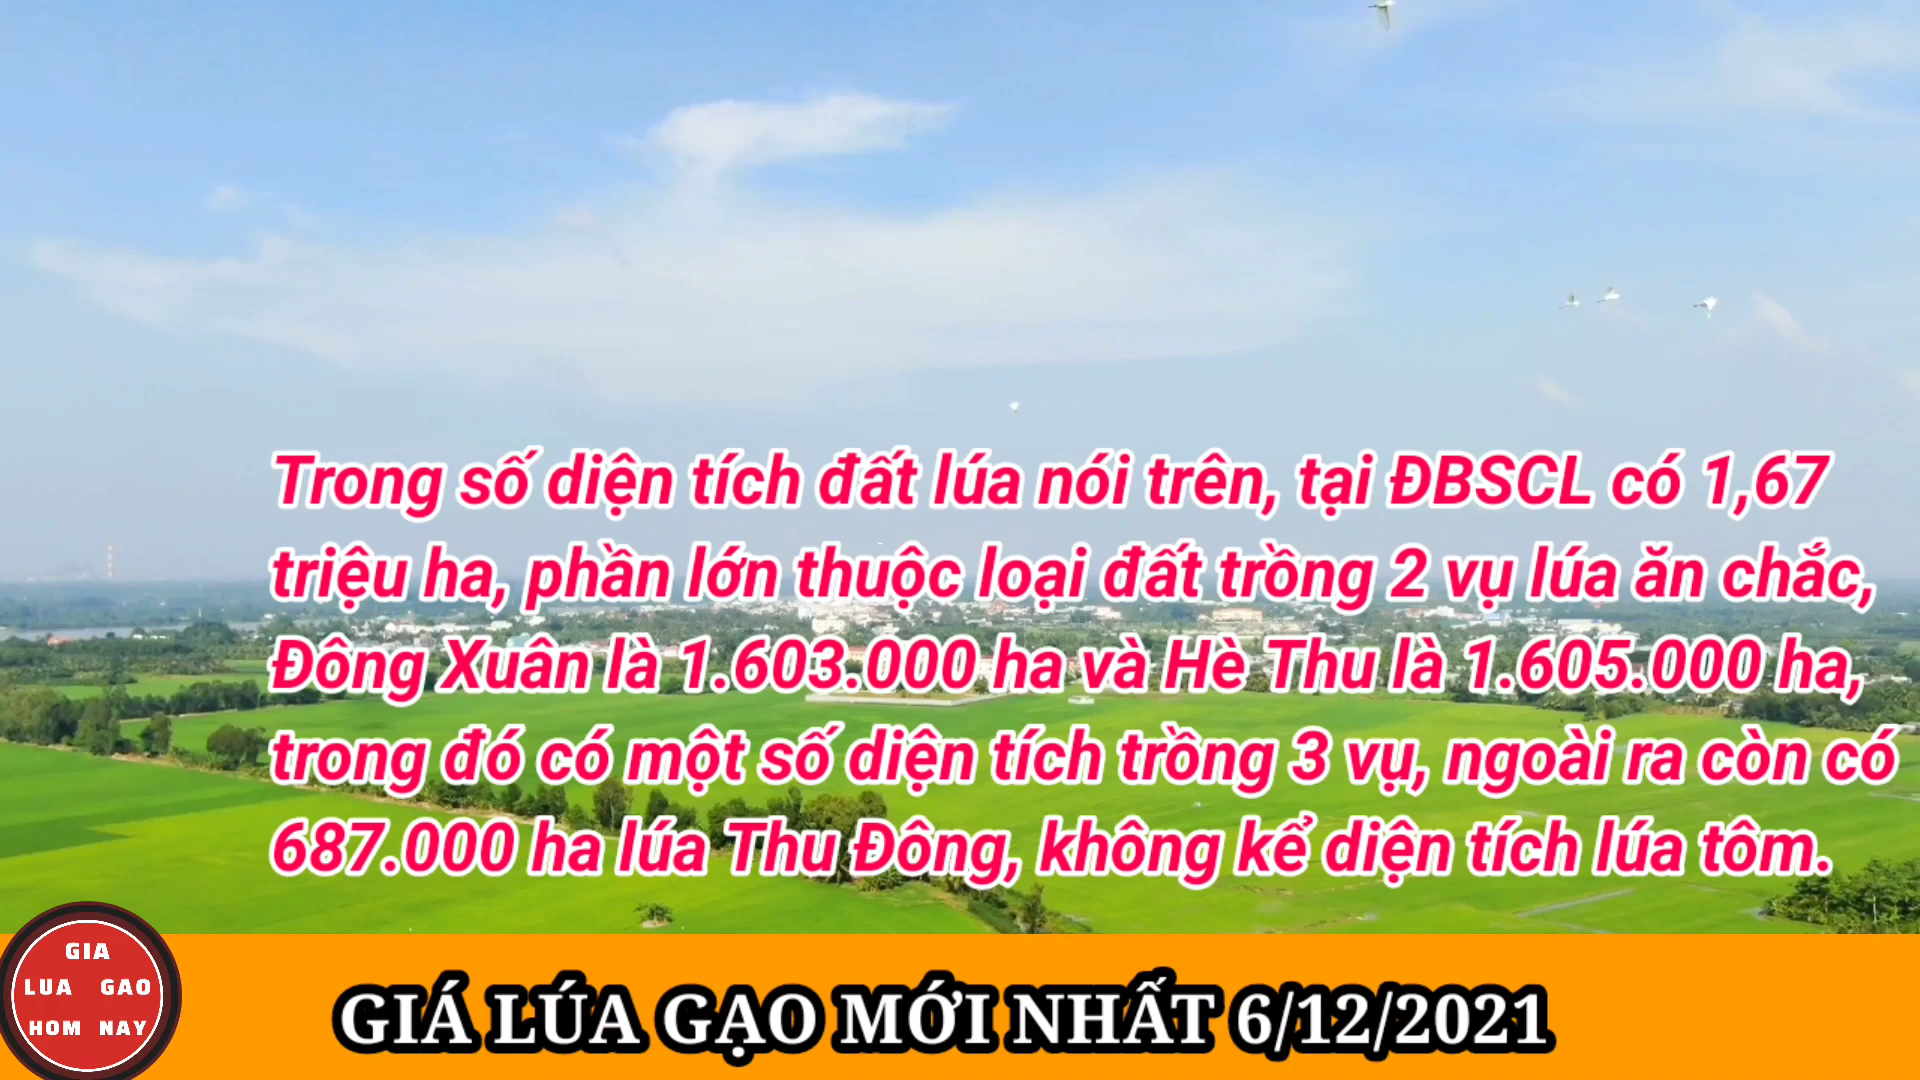 Trong số diện tích đất lúa nói trên, tại ĐBSCL có 1,67
triệu ha, phần lớn thuộc loại đất trồng 2 vụ lúa ăn chắc,
Đông Xuân là 1.603.000 ha và Hè Thu là 1.605.000 ha,
trong đó có một số diện tích trồng 3 vụ, ngoài ra còn có
687.000 ha lúa Thu Đông, không kể diện tích lúa tôm.
GIA
LUA GAO
HOM NAY
GIÁ LÚA GẠO MỚI NHẤT 6/12/2021